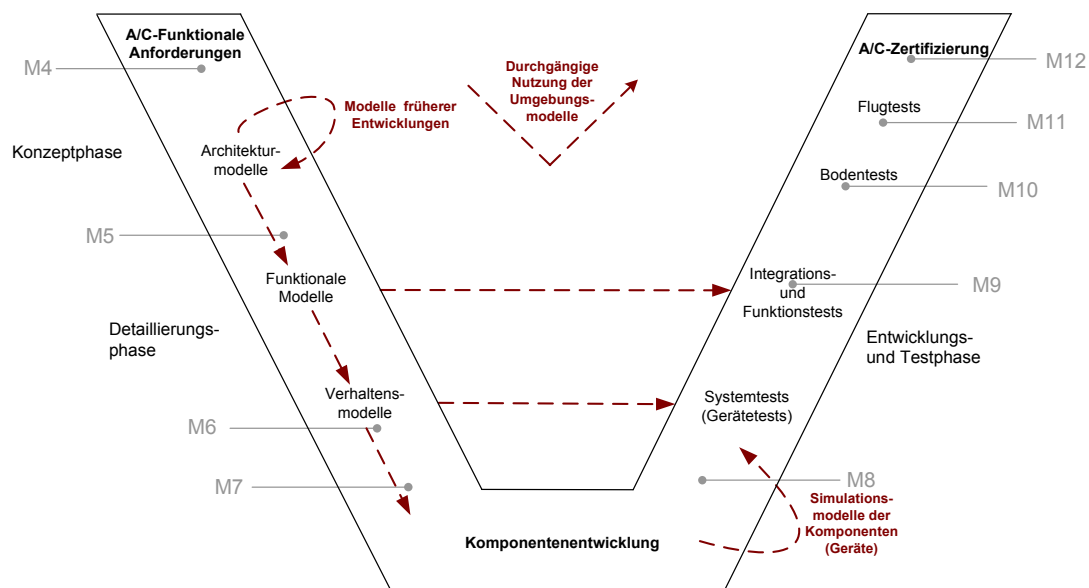 A/C-Funktionale
Anforderungen
M4
Modelle früherer
Entwicklungen
Architektur-
modelle
Konzeptphase
M5
Funktionale
Modelle
Detaillierungs-
phase
Verhaltens-
modelle
M6
M7
Durchgängige
Nutzung der
Umgebungs-
modelle
Komponentenentwicklung
A/C-Zertifizierung
M12
Flugtests
M11
Bodentests
M10
Integrations-
und
Funktionstests
M9
Entwicklungs-
und Testphase
Systemtests
(Gerätetests)
M8
Simulations-
modelle der
Komponenten
(Geräte)